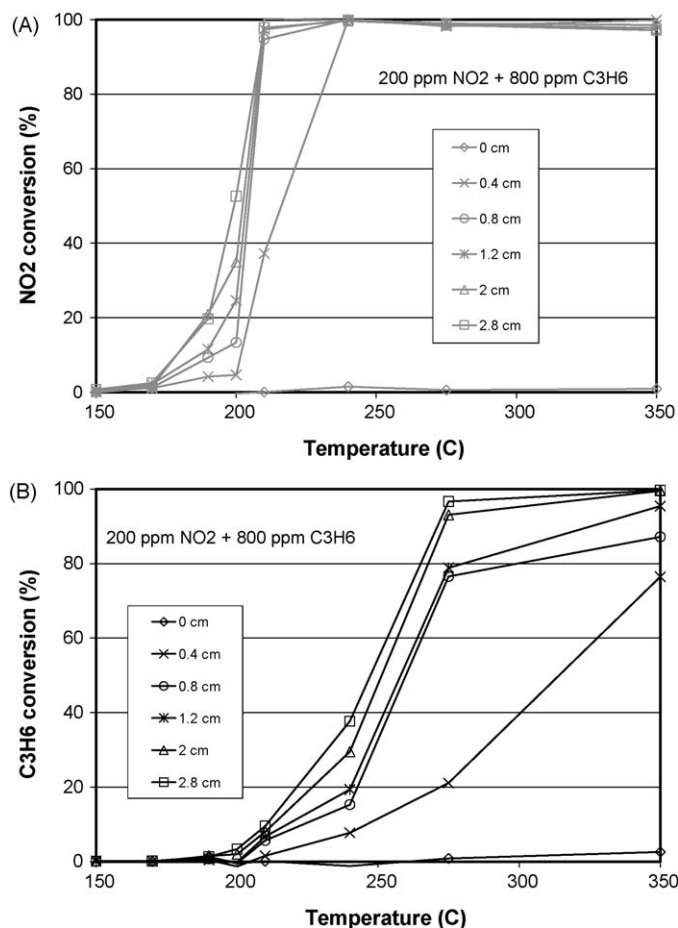 (A)
100
80
60
40
20
0
NO2 conversion (%)
200 ppm NO2 + 800 ppm C3H6
0 cm
0.4 cm
0.8 cm
1.2 cm
2 cm
2.8 cm
150 200 250 300 350
Temperature (C)
(B)
100
80
60
40
20
0
C3H6 conversion (%)
200 ppm NO2 + 800 ppm C3H6
0 cm
0.4 cm
0.8 cm
1.2 cm
2 cm
2.8 cm
150 200 250 300 350
Temperature (C)